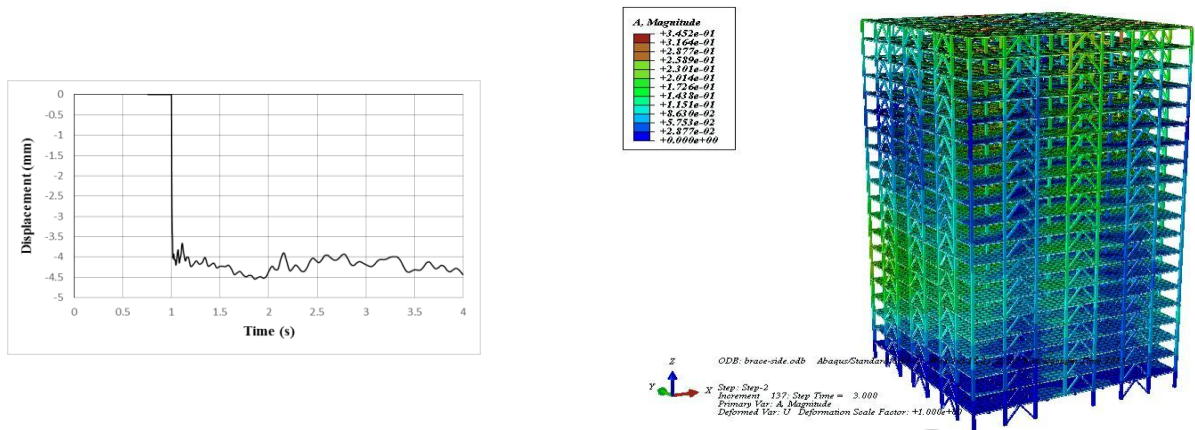 0
-0.5
-1
-1.5
-2
-2.5
-3
-3.5
-4
-4.5
-5
Displacement (mm)
0 0.5 1 1.5 2 2.5 3 3.5 4
Time (s)
A, Magnitude
+3.452e-01
+3.164e-01
+2.877e-01
+2.589e-01
+2.301e-01
+2.014e-01
+1.726e-01
+1.438e-01
+1.151e-01
+8.630e-02
+5.753e-02
+2.877e-02
+0.000e+00
Z
Y
X
ODB: brace-side.odb Abaqus/Standard
Step: Step-2
Increment 137: Step Time = 3.000
Primary Var: A, Magnitude
Deformed Var: U Deformation Scale Factor: +1.000e+00